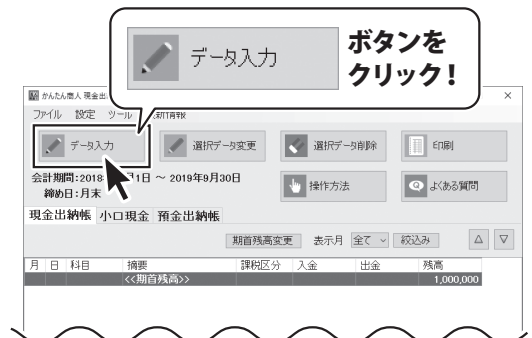 データ入力
ボタンを
クリック!
かんたん商人 現金出
×
ファイル 設定 ツール
データ入力 選択データ変更 選択データ削除 印刷
会計期間:2018 月1日 ～ 2019年9月30日
締め日:月末
操作方法 よくある質問
現金出納帳 小口現金 預金出納帳
期首残高変更 表示月 全て 絞込み △ ▽
月 日 科目 摘要 課税区分 入金 出金 残高
<<期首残高>> 1,000,000